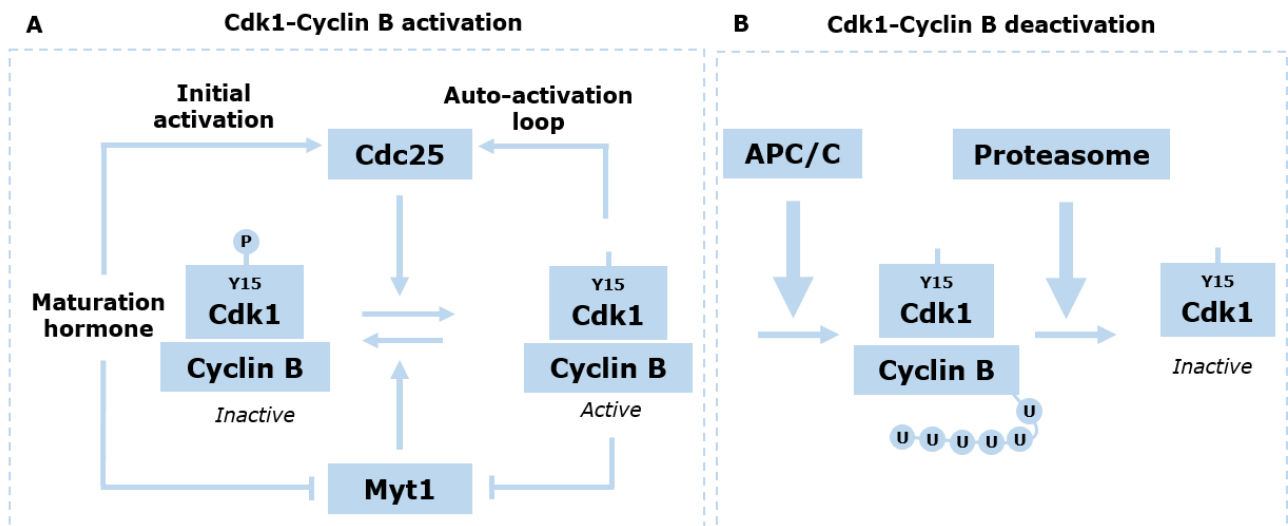 A
Cdk1-Cyclin B activation
Initial
activation
Auto-activation
loop
Cdc25
P
Y15
Cdk1
Cyclin B
Inactive
Maturation
hormone
Y15
Cdk1
Cyclin B
Active
Myt1
B
Cdk1-Cyclin B deactivation
APC/C
Proteasome
Y15
Cdk1
Cyclin B
U
U
U
U
U
U
Y15
Cdk1
Inactive